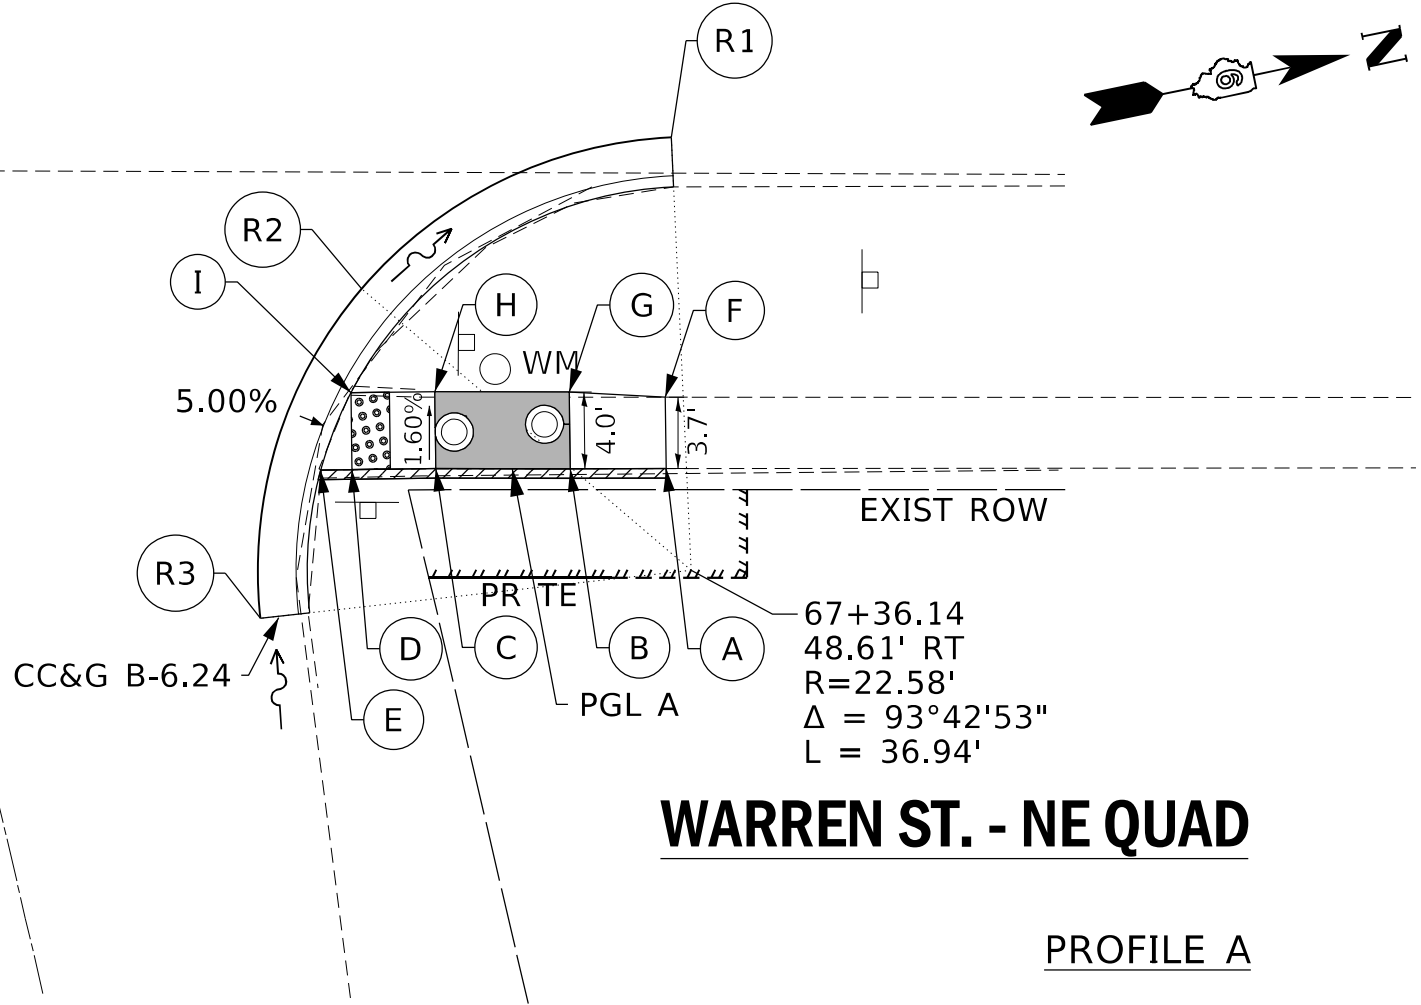 R1
N
6
R2
I
H
G
F
WM
5.00%
1.60%
4.0'
3.7'
EXIST ROW
R3
PR TE
67+36.14
48.61' RT
R=22.58'
Δ = 93°42'53"
L = 36.94'
D
C
B
A
CC&G B-6.24
E
PGL A
WARREN ST. - NE QUAD
PROFILE A